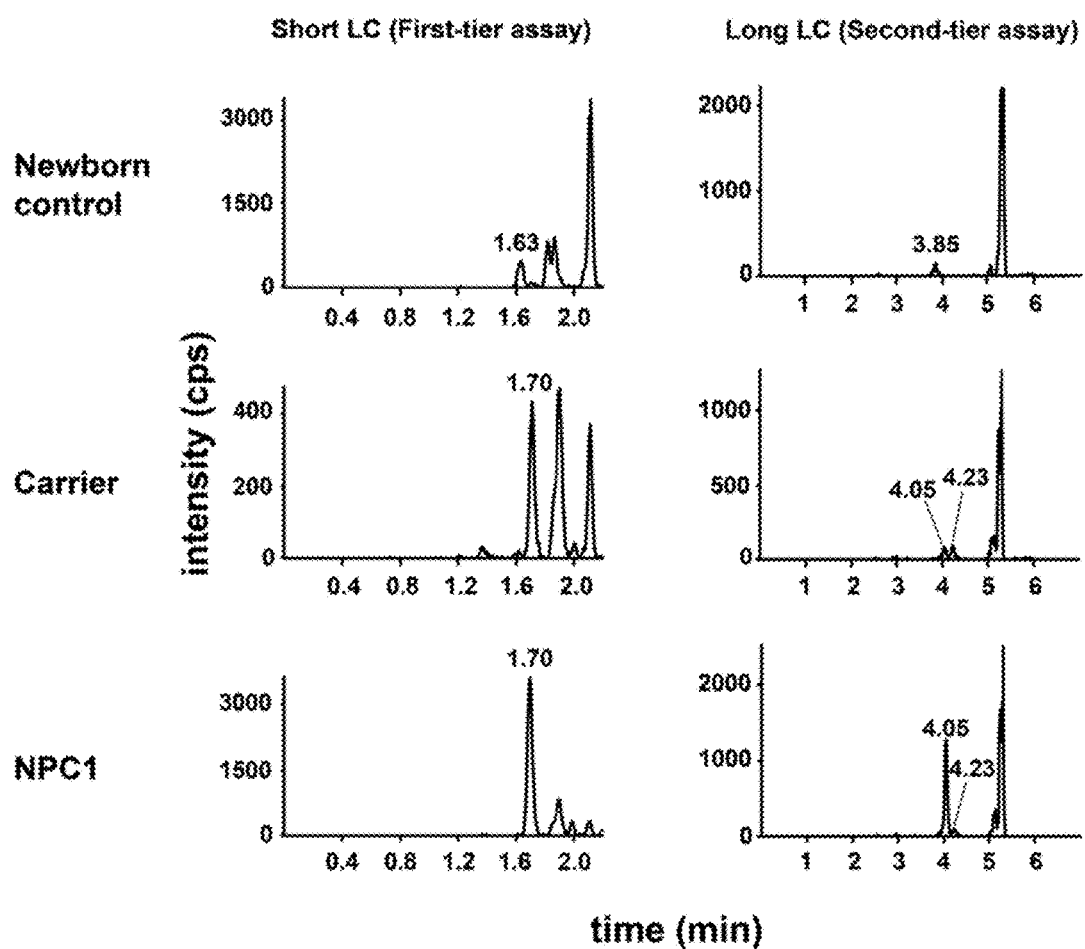 Short LC (First-tier assay)
Long LC (Second-tier assay)
Newborn
control
3000
1500
0
1.63
0.4 0.8 1.2 1.6 2.0
2000
1000
0
3.85
1 2 3 4 5 6
intensity (cps)
Carrier
400
200
0
1.70
0.4 0.8 1.2 1.6 2.0
1000
500
0
4.05 4.23
1 2 3 4 5 6
NPC1
3000
1500
0
1.70
0.4 0.8 1.2 1.6 2.0
2000
1000
0
4.05
4.23
1 2 3 4 5 6
time (min)